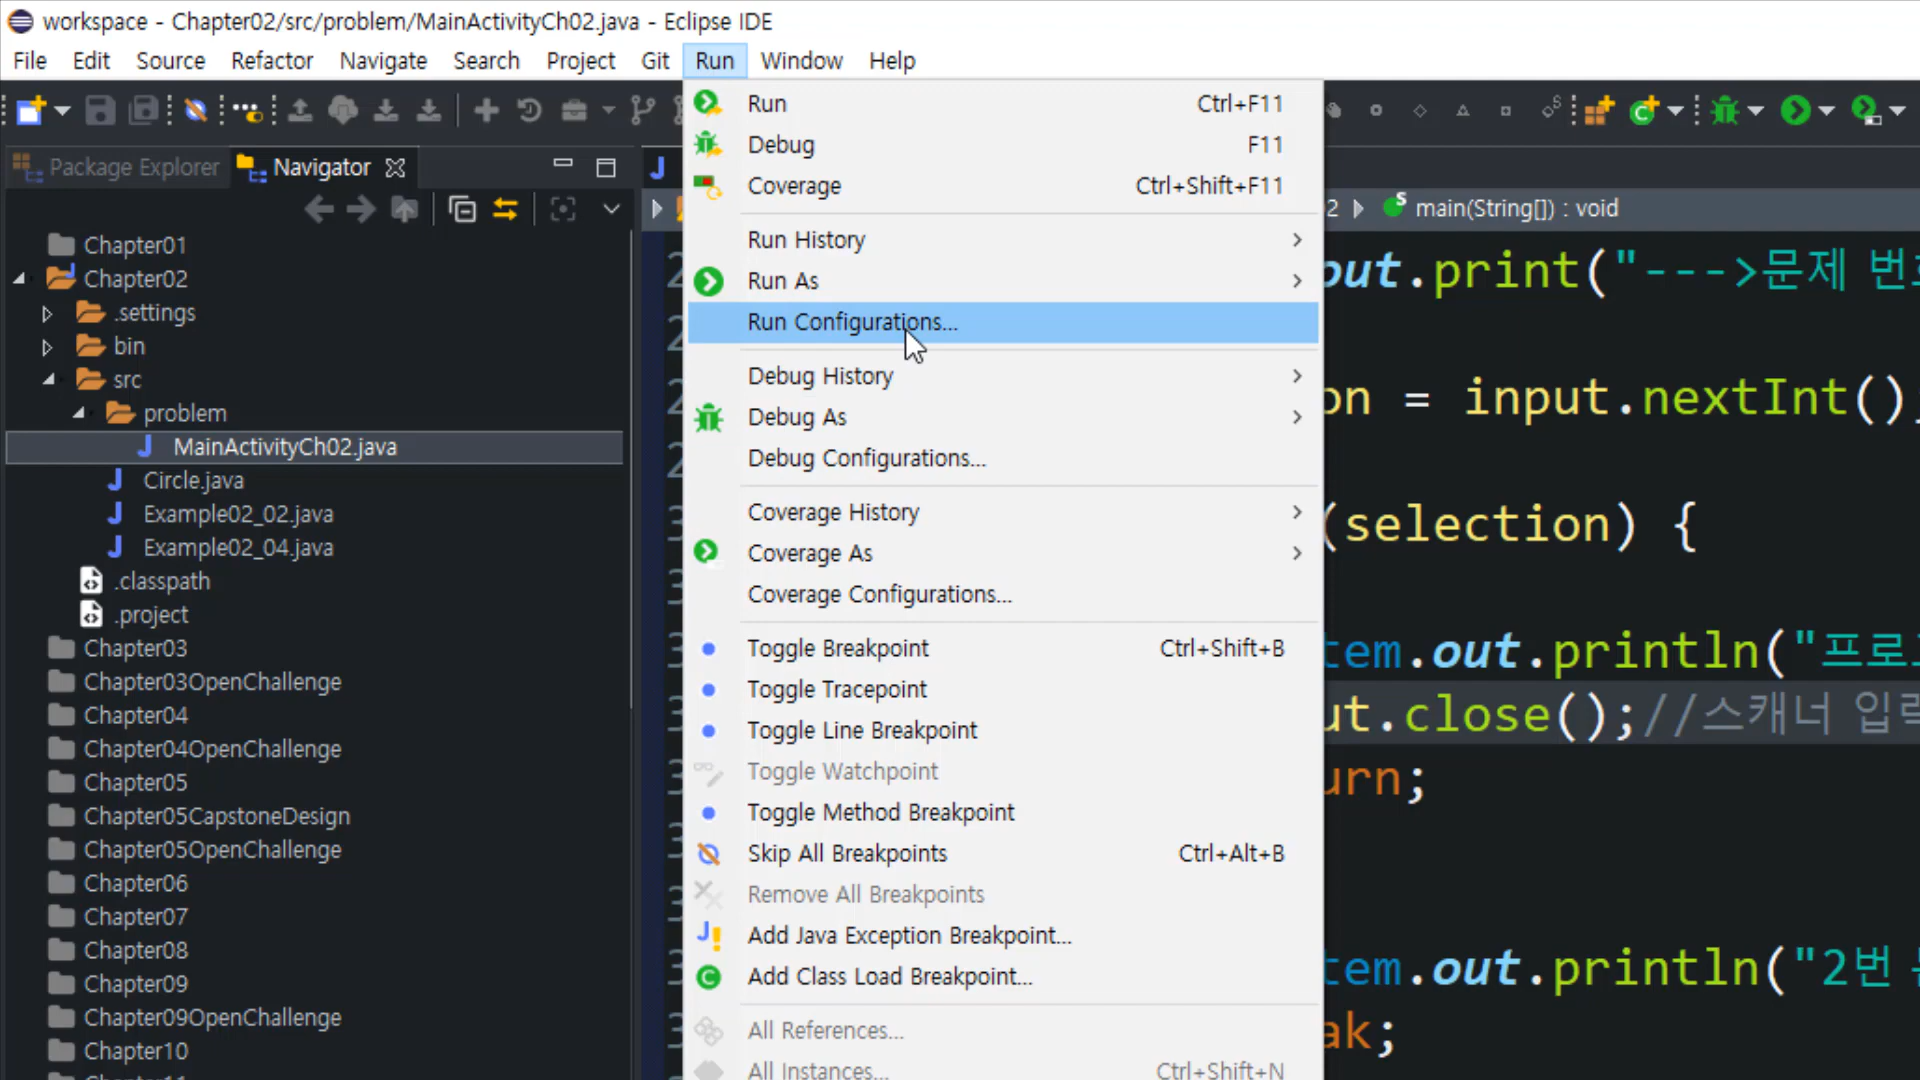 workspace - Chapter02/src/problem/MainActivityCh02.java - Eclipse IDE
File Edit Source Refactor Navigate Search Project Git Run Window Help
Package Explorer
Navigator
Chapter01
Chapter02
.settings
bin
src
problem
MainActivityCh02.java
Circle.java
Example02_02.java
Example02_04.java
.classpath
.project
Chapter03
Chapter03OpenChallenge
Chapter04
Chapter04OpenChallenge
Chapter05
Chapter05CapstoneDesign
Chapter05OpenChallenge
Chapter06
Chapter07
Chapter08
Chapter09
Chapter09OpenChallenge
Chapter10
Run Ctrl+F11
Debug F11
Coverage Ctrl+Shift+F11
Run History
Run As
Run Configurations...
Debug History
Debug As
Debug Configurations...
Coverage History
Coverage As
Coverage Configurations...
Toggle Breakpoint Ctrl+Shift+B
Toggle Tracepoint
Toggle Line Breakpoint
Toggle Watchpoint
Toggle Method Breakpoint
Skip All Breakpoints Ctrl+Alt+B
Remove All Breakpoints
Add Java Exception Breakpoint...
Add Class Load Breakpoint...
All References...
All Instances... Ctrl+Shift+N
2 main(String[]) : void
put.print("--->문제 번
on = input.nextInt()
(selection) {
tem.out.println("프로
ut.close();//스캐너 입력
urn;
tem.out.println("2번
ak;